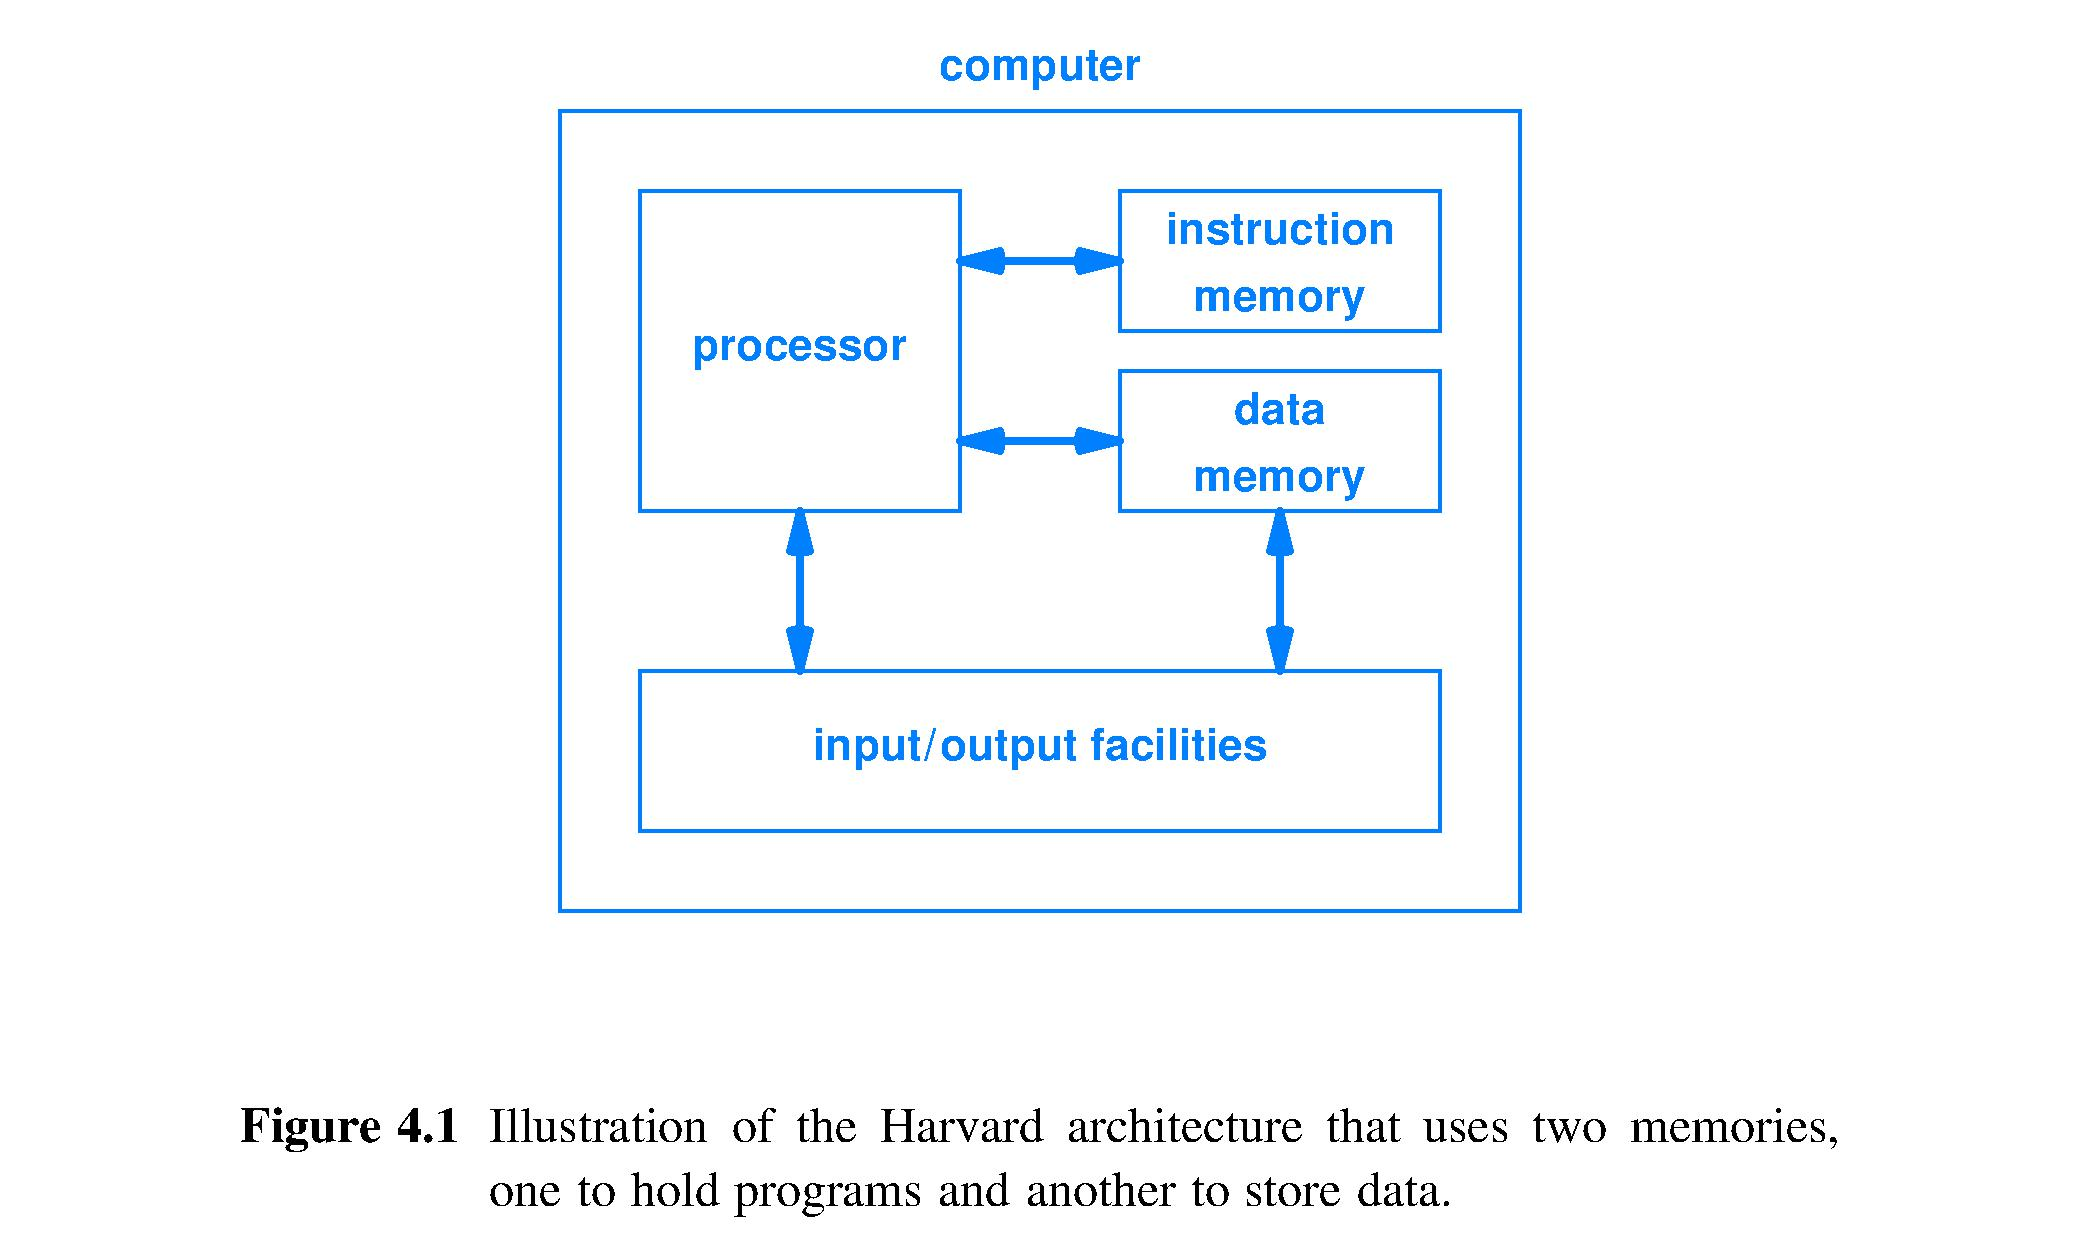 computer
instruction
memory
processor
data
memory
input/output facilities
Figure 4.1 Illustration of the Harvard architecture that uses two memories,
one to hold programs and another to store data.